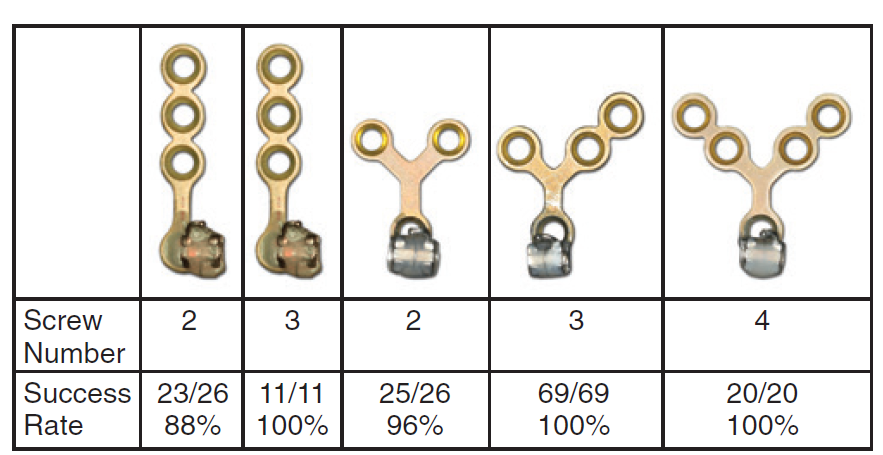 Screw Number 2 3 2 3 4
Success Rate 23/26 88% 11/11 100% 25/26 96% 69/69 100% 20/20 100%